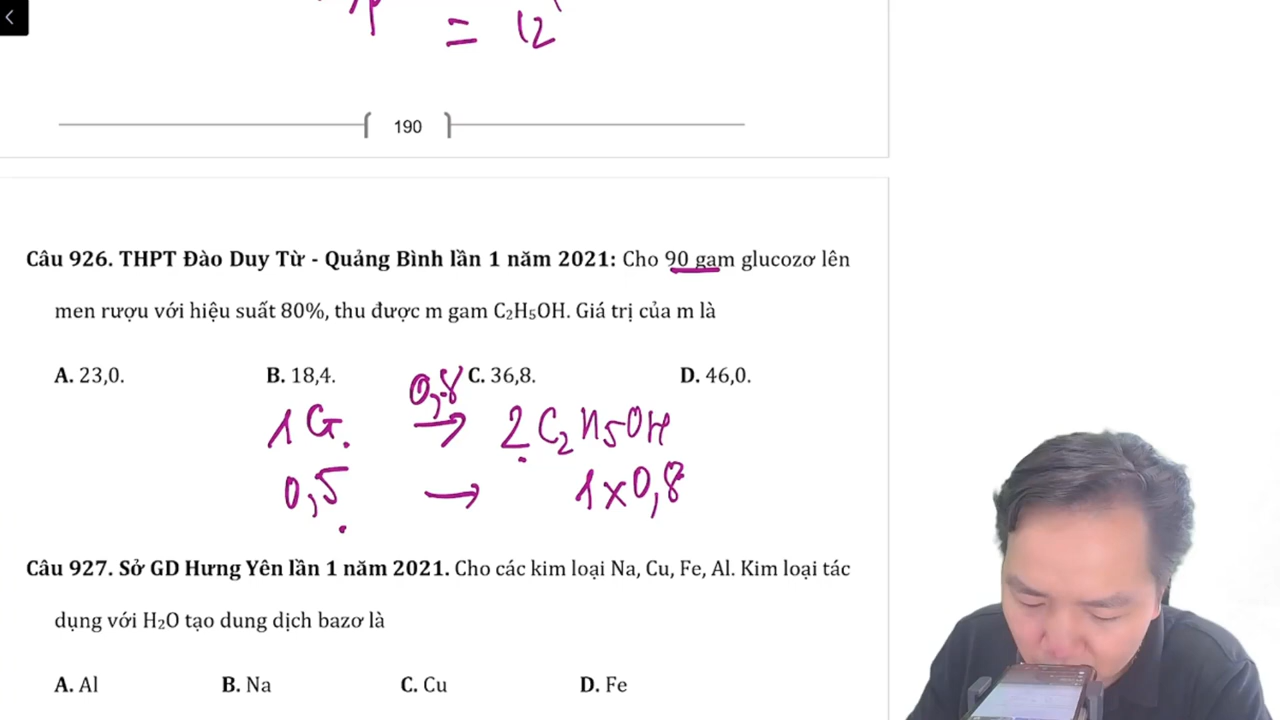 = 12
190
Câu 926. THPT Đào Duy Từ - Quảng Bình lần 1 năm 2021: Cho 90 gam glucozơ lên
men rượu với hiệu suất 80%, thu được m gam C₂H₅OH. Giá trị của m là
A. 23,0. B. 18,4. C. 36,8. D. 46,0.
0,8
1 G. → 2 C₂H₅OH
0,5 → 1 x 0,8
Câu 927. Sở GD Hưng Yên lần 1 năm 2021. Cho các kim loại Na, Cu, Fe, Al. Kim loại tác
dụng với H₂O tạo dung dịch bazơ là
A. Al B. Na C. Cu D. Fe